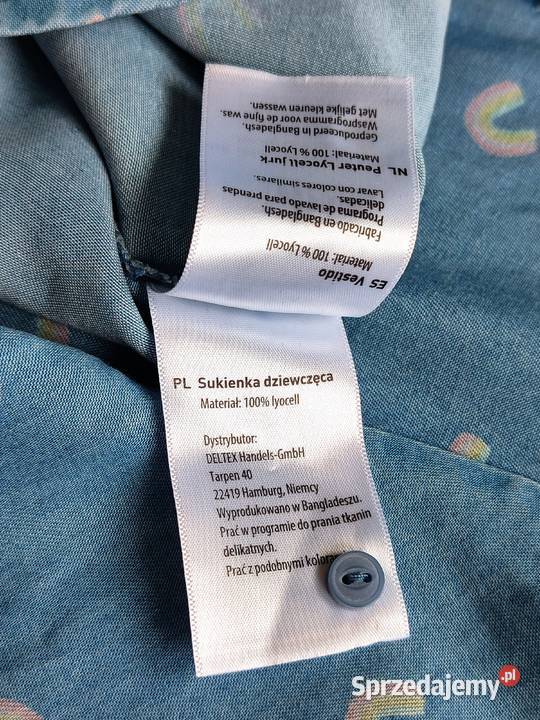 ES Vestido
Material: 100% Lyocell
Fabricado en Bangladesh.
Programa de lavado para prendas
delicadas.
Lavar con colores similares.
NL Peuter Lyocell jurk
Materiaal: 100 % Lyocell
Geproduceerd in Bangladesh.
Wasprogramma voor de fijne was.
Met gelijke kleuren wassen.
PL Sukienka dziewczęca
Materiał: 100% lyocell
Dystrybutor:
DELTEX Handels-GmbH
Tarpen 40
22419 Hamburg, Niemcy
Wyprodukowano w Bangladeszu.
Prać w programie do prania tkanin
delikatnych.
Prać z podobnymi kolora
Sprzedajemy.pl